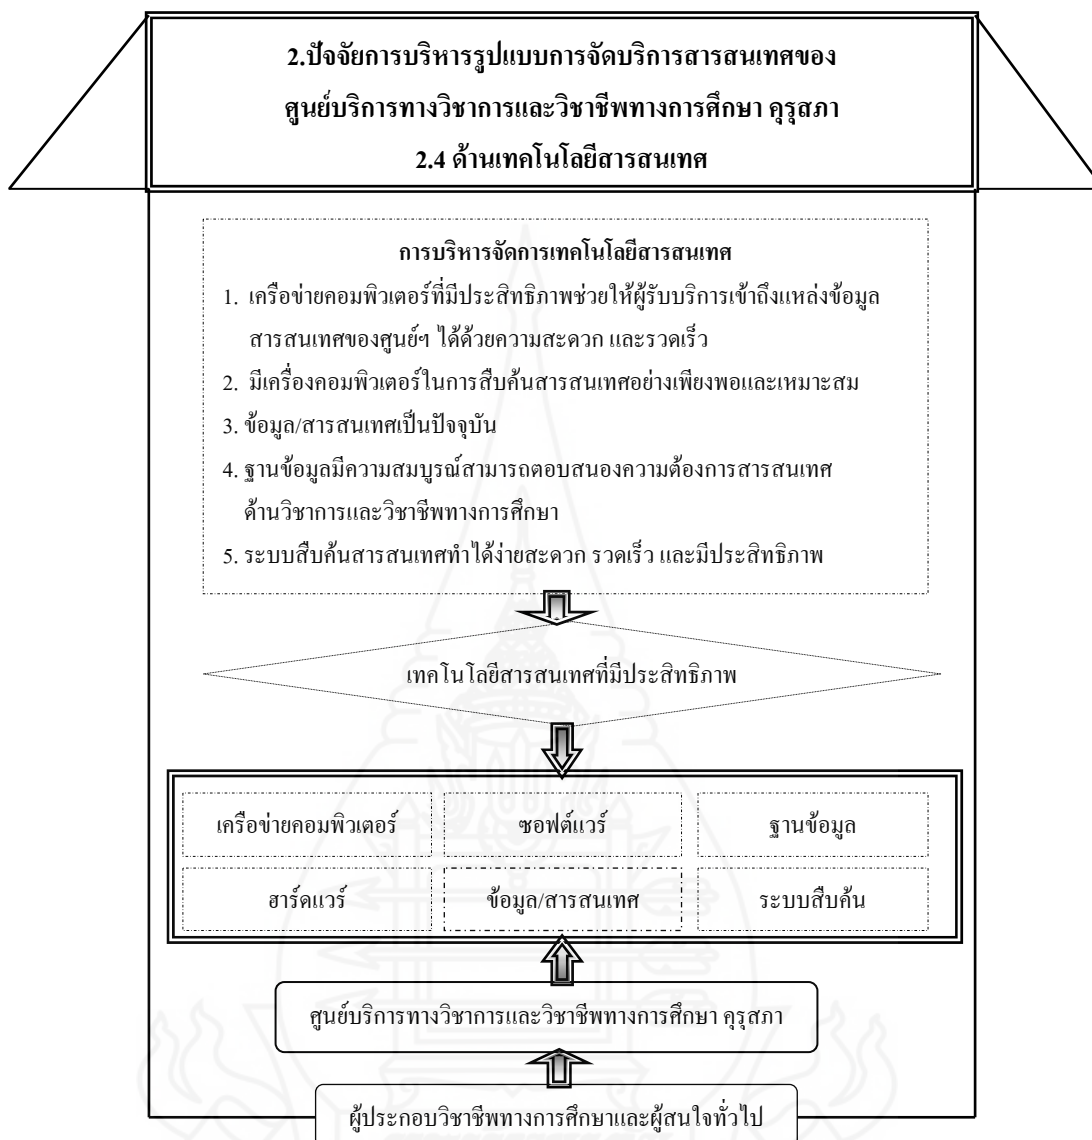 2.ปัจจัยการบริหารรูปแบบการจัดบริการสารสนเทศของ
ศูนย์บริการทางวิชาการและวิชาชีพทางการศึกษา คุรุสภา
2.4 ด้านเทคโนโลยีสารสนเทศ
การบริหารจัดการเทคโนโลยีสารสนเทศ
1. เครือข่ายคอมพิวเตอร์ที่มีประสิทธิภาพช่วยให้ผู้รับบริการเข้าถึงแหล่งข้อมูล
สารสนเทศของศูนย์ฯ ได้ด้วยความสะดวก และรวดเร็ว
2. มีเครื่องคอมพิวเตอร์ในการสืบค้นสารสนเทศอย่างเพียงพอและเหมาะสม
3. ข้อมูล/สารสนเทศเป็นปัจจุบัน
4. ฐานข้อมูลมีความสมบูรณ์สามารถตอบสนองความต้องการสารสนเทศ
ด้านวิชาการและวิชาชีพทางการศึกษา
5. ระบบสืบค้นสารสนเทศทำได้ง่ายสะดวก รวดเร็ว และมีประสิทธิภาพ
เทคโนโลยีสารสนเทศที่มีประสิทธิภาพ
เครือข่ายคอมพิวเตอร์ ซอฟต์แวร์ ฐานข้อมูล
ฮาร์ดแวร์ ข้อมูล/สารสนเทศ ระบบสืบค้น
ศูนย์บริการทางวิชาการและวิชาชีพทางการศึกษา คุรุสภา
ผู้ประกอบวิชาชีพทางการศึกษาและผู้สนใจทั่วไป